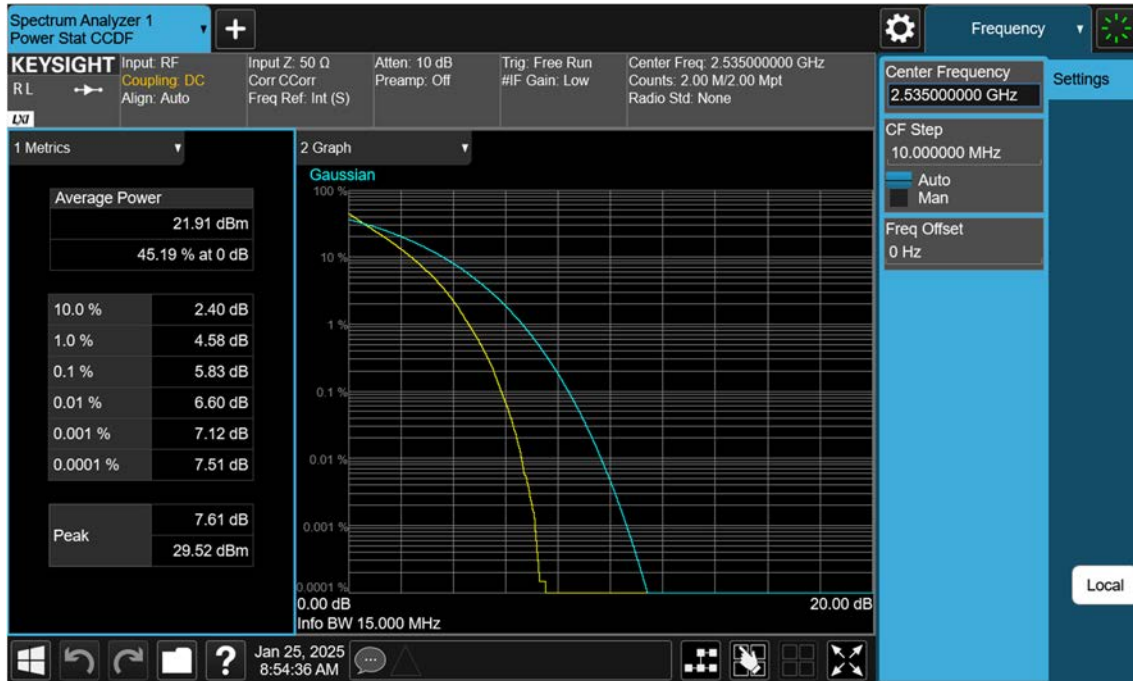 Spectrum Analyzer 1
Power Stat CCDF
+
Frequency
KEYSIGHT
RL
LXI
Input: RF
Coupling: DC
Align: Auto
Input Z: 50 Ω
Corr CCorr
Freq Ref: Int (S)
Atten: 10 dB
Preamp: Off
Trig: Free Run
#IF Gain: Low
Center Freq: 2.535000000 GHz
Counts: 2.00 M/2.00 Mpt
Radio Std: None
Center Frequency
2.535000000 GHz
Settings
CF Step
10.000000 MHz
Auto
Man
Freq Offset
0 Hz
Local
1 Metrics
Average Power
21.91 dBm
45.19 % at 0 dB
10.0 % 2.40 dB
1.0 % 4.58 dB
0.1 % 5.83 dB
0.01 % 6.60 dB
0.001 % 7.12 dB
0.0001 % 7.51 dB
Peak
7.61 dB
29.52 dBm
2 Graph
Gaussian
100 %
10 %
1 %
0.1 %
0.01 %
0.001 %
0.0001 %
0.00 dB 20.00 dB
Info BW 15.000 MHz
?
Jan 25, 2025
8:54:36 AM